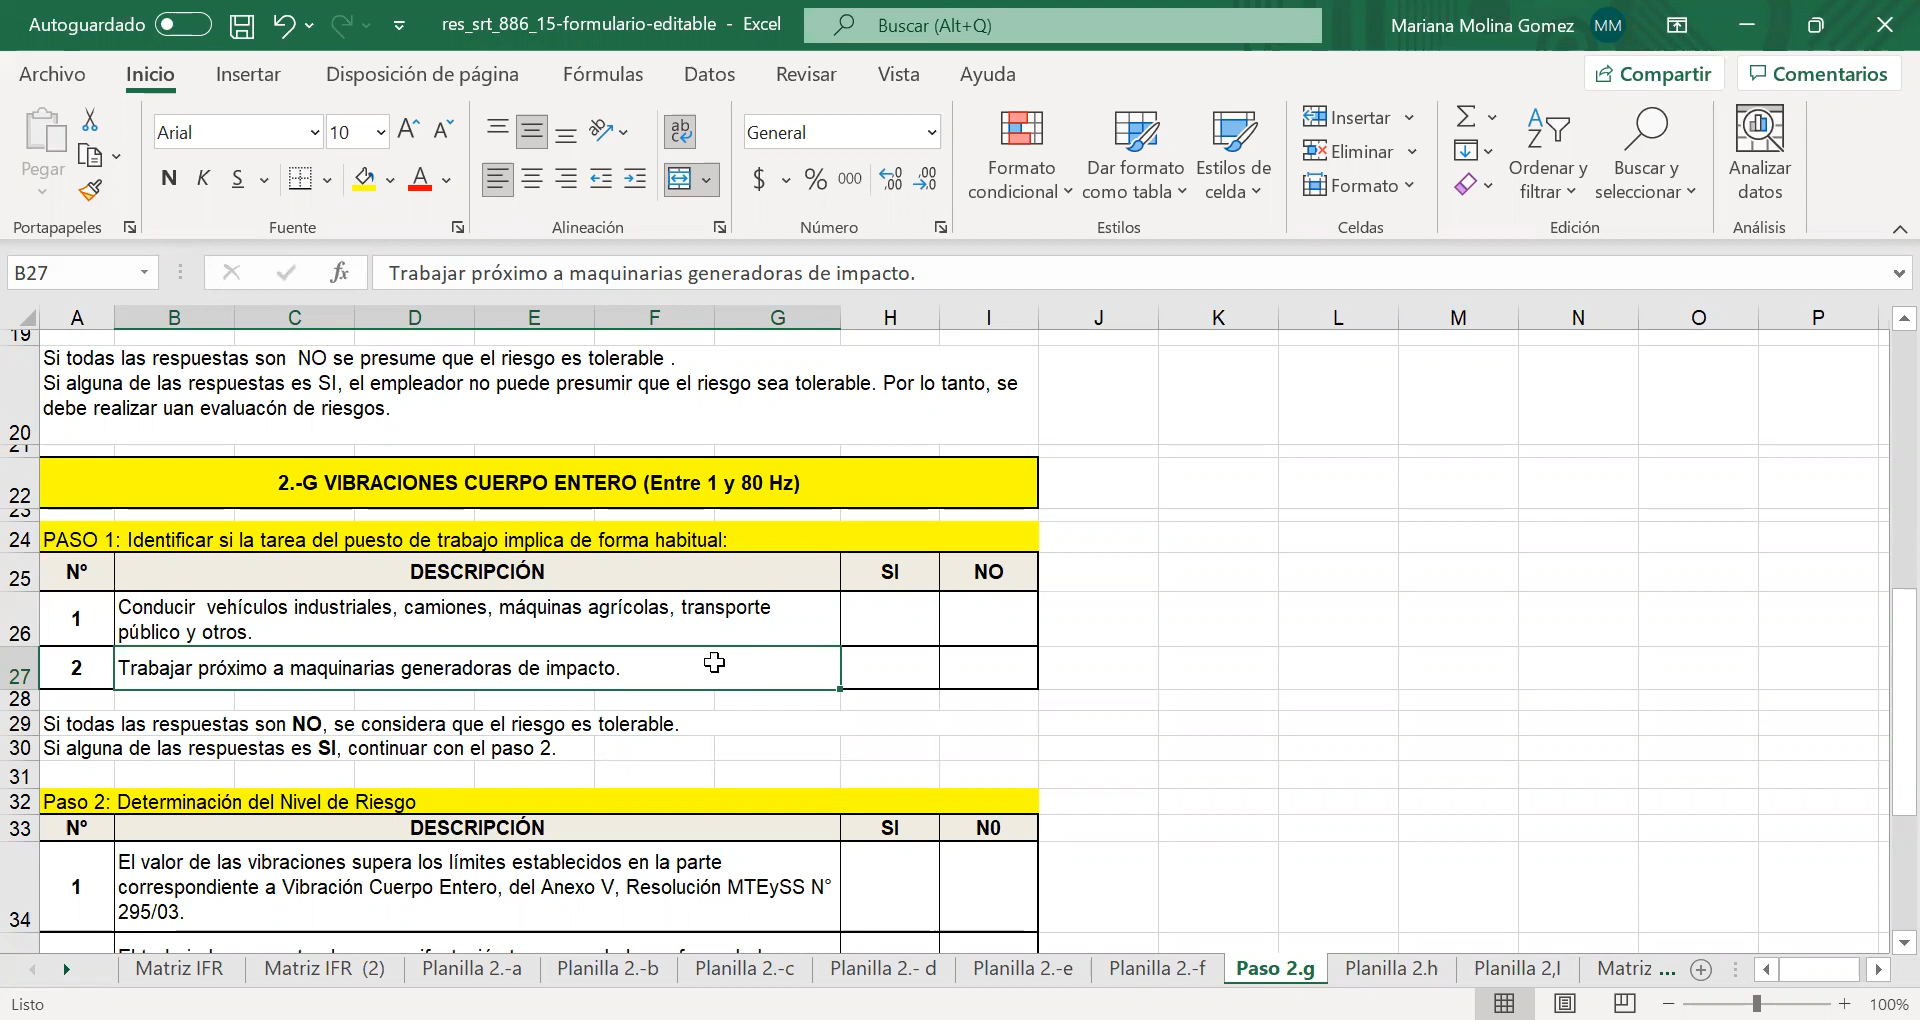 Autoguardado
res_srt_886_15-formulario-editable - Excel
Buscar (Alt+Q)
Mariana Molina Gomez
MM
Archivo
Inicio
Insertar
Disposición de página
Fórmulas
Datos
Revisar
Vista
Ayuda
Compartir
Comentarios
Pegar
Portapapeles
Arial
10
N K S
Fuente
ab
Alineación
General
$ % 000
Número
Formato
condicional
Dar formato
como tabla
Estilos de
celda
Estilos
Insertar
Eliminar
Formato
Celdas
Ordenar y
filtrar
Buscar y
seleccionar
Edición
Analizar
datos
Análisis
B27
fx
Trabajar próximo a maquinarias generadoras de impacto.
A B C D E F G H I J K L M N O P
19
Si todas las respuestas son  NO se presume que el riesgo es tolerable .
Si alguna de las respuestas es SI, el empleador no puede presumir que el riesgo sea tolerable. Por lo tanto, se
debe realizar uan evaluacón de riesgos.
20
21
22 2.-G VIBRACIONES CUERPO ENTERO (Entre 1 y 80 Hz)
23
24 PASO 1: Identificar si la tarea del puesto de trabajo implica de forma habitual:
25 Nº DESCRIPCIÓN SI NO
26 1 Conducir  vehículos industriales, camiones, máquinas agrícolas, transporte
público y otros.
27 2 Trabajar próximo a maquinarias generadoras de impacto.
28
29 Si todas las respuestas son NO, se considera que el riesgo es tolerable.
30 Si alguna de las respuestas es SI, continuar con el paso 2.
31
32 Paso 2: Determinación del Nivel de Riesgo
33 Nº DESCRIPCIÓN SI N0
34 1 El valor de las vibraciones supera los límites establecidos en la parte
correspondiente a Vibración Cuerpo Entero, del Anexo V, Resolución MTEySS N°
295/03.
Matriz IFR
Matriz IFR (2)
Planilla 2.-a
Planilla 2.-b
Planilla 2.-c
Planilla 2.- d
Planilla 2.-e
Planilla 2.-f
Paso 2.g
Planilla 2.h
Planilla 2,I
Matriz ...
Listo
100%